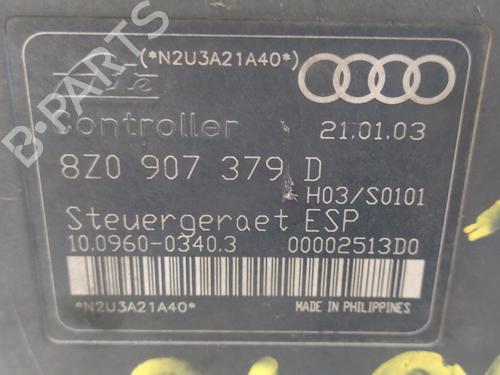 (*N2U3A21A40*)
B-PARTS
Ate
Controller 21.01.03
8Z0 907 379 D
H03/S0101
Steuergeraet ESP
10.0960-0340.3 00002513D0
*N2U3A21A40* MADE IN PHILIPPINES